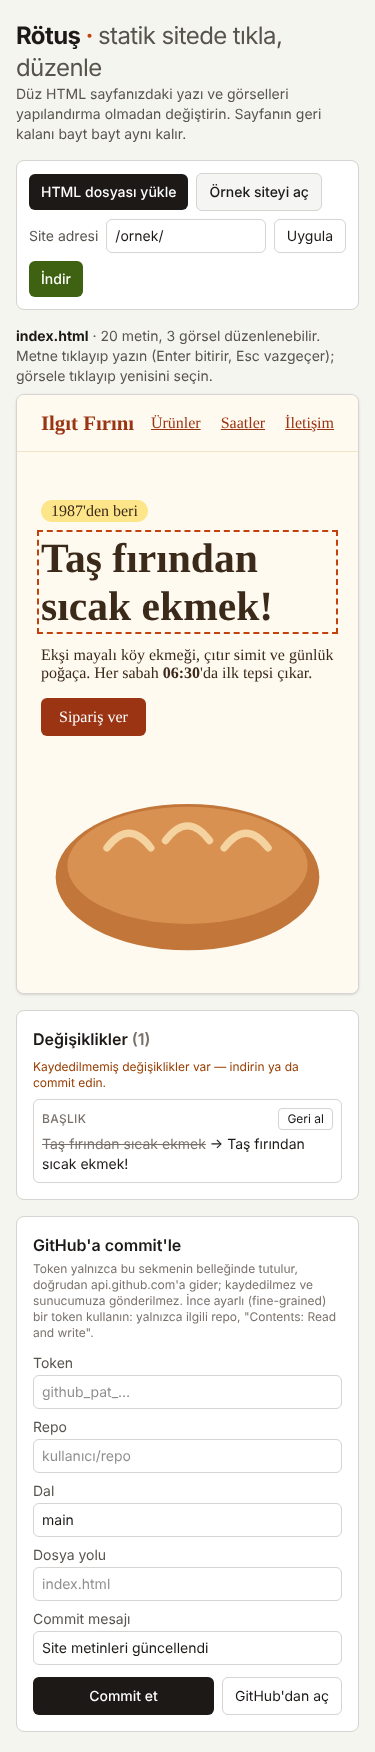 Rötuş · statik sitede tıkla,
düzenle
Düz HTML sayfanızdaki yazı ve görselleri
yapılandırma olmadan değiştirin. Sayfanın geri
kalanı bayt bayt aynı kalır.
HTML dosyası yükle
Örnek siteyi aç
Site adresi
/ornek/
Uygula
İndir
index.html · 20 metin, 3 görsel düzenlenebilir.
Metne tıklayıp yazın (Enter bitirir, Esc vazgeçer);
görsele tıklayıp yenisini seçin.
Ilgıt Fırını Ürünler Saatler İletişim
1987'den beri
Taş fırından
sıcak ekmek!
Ekşi mayalı köy ekmeği, çıtır simit ve günlük
poğaça. Her sabah 06:30'da ilk tepsi çıkar.
Sipariş ver
Değişiklikler (1)
Kaydedilmemiş değişiklikler var — indirin ya da
commit edin.
BAŞLIK
Geri al
Taş fırından sıcak ekmek → Taş fırından
sıcak ekmek!
GitHub'a commit'le
Token yalnızca bu sekmenin belleğinde tutulur,
doğrudan api.github.com'a gider; kaydedilmez ve
sunucumuza gönderilmez. İnce ayarlı (fine-grained)
bir token kullanın: yalnızca ilgili repo, "Contents: Read
and write".
Token
github_pat_…
Repo
kullanıcı/repo
Dal
main
Dosya yolu
index.html
Commit mesajı
Site metinleri güncellendi
Commit et
GitHub'dan aç